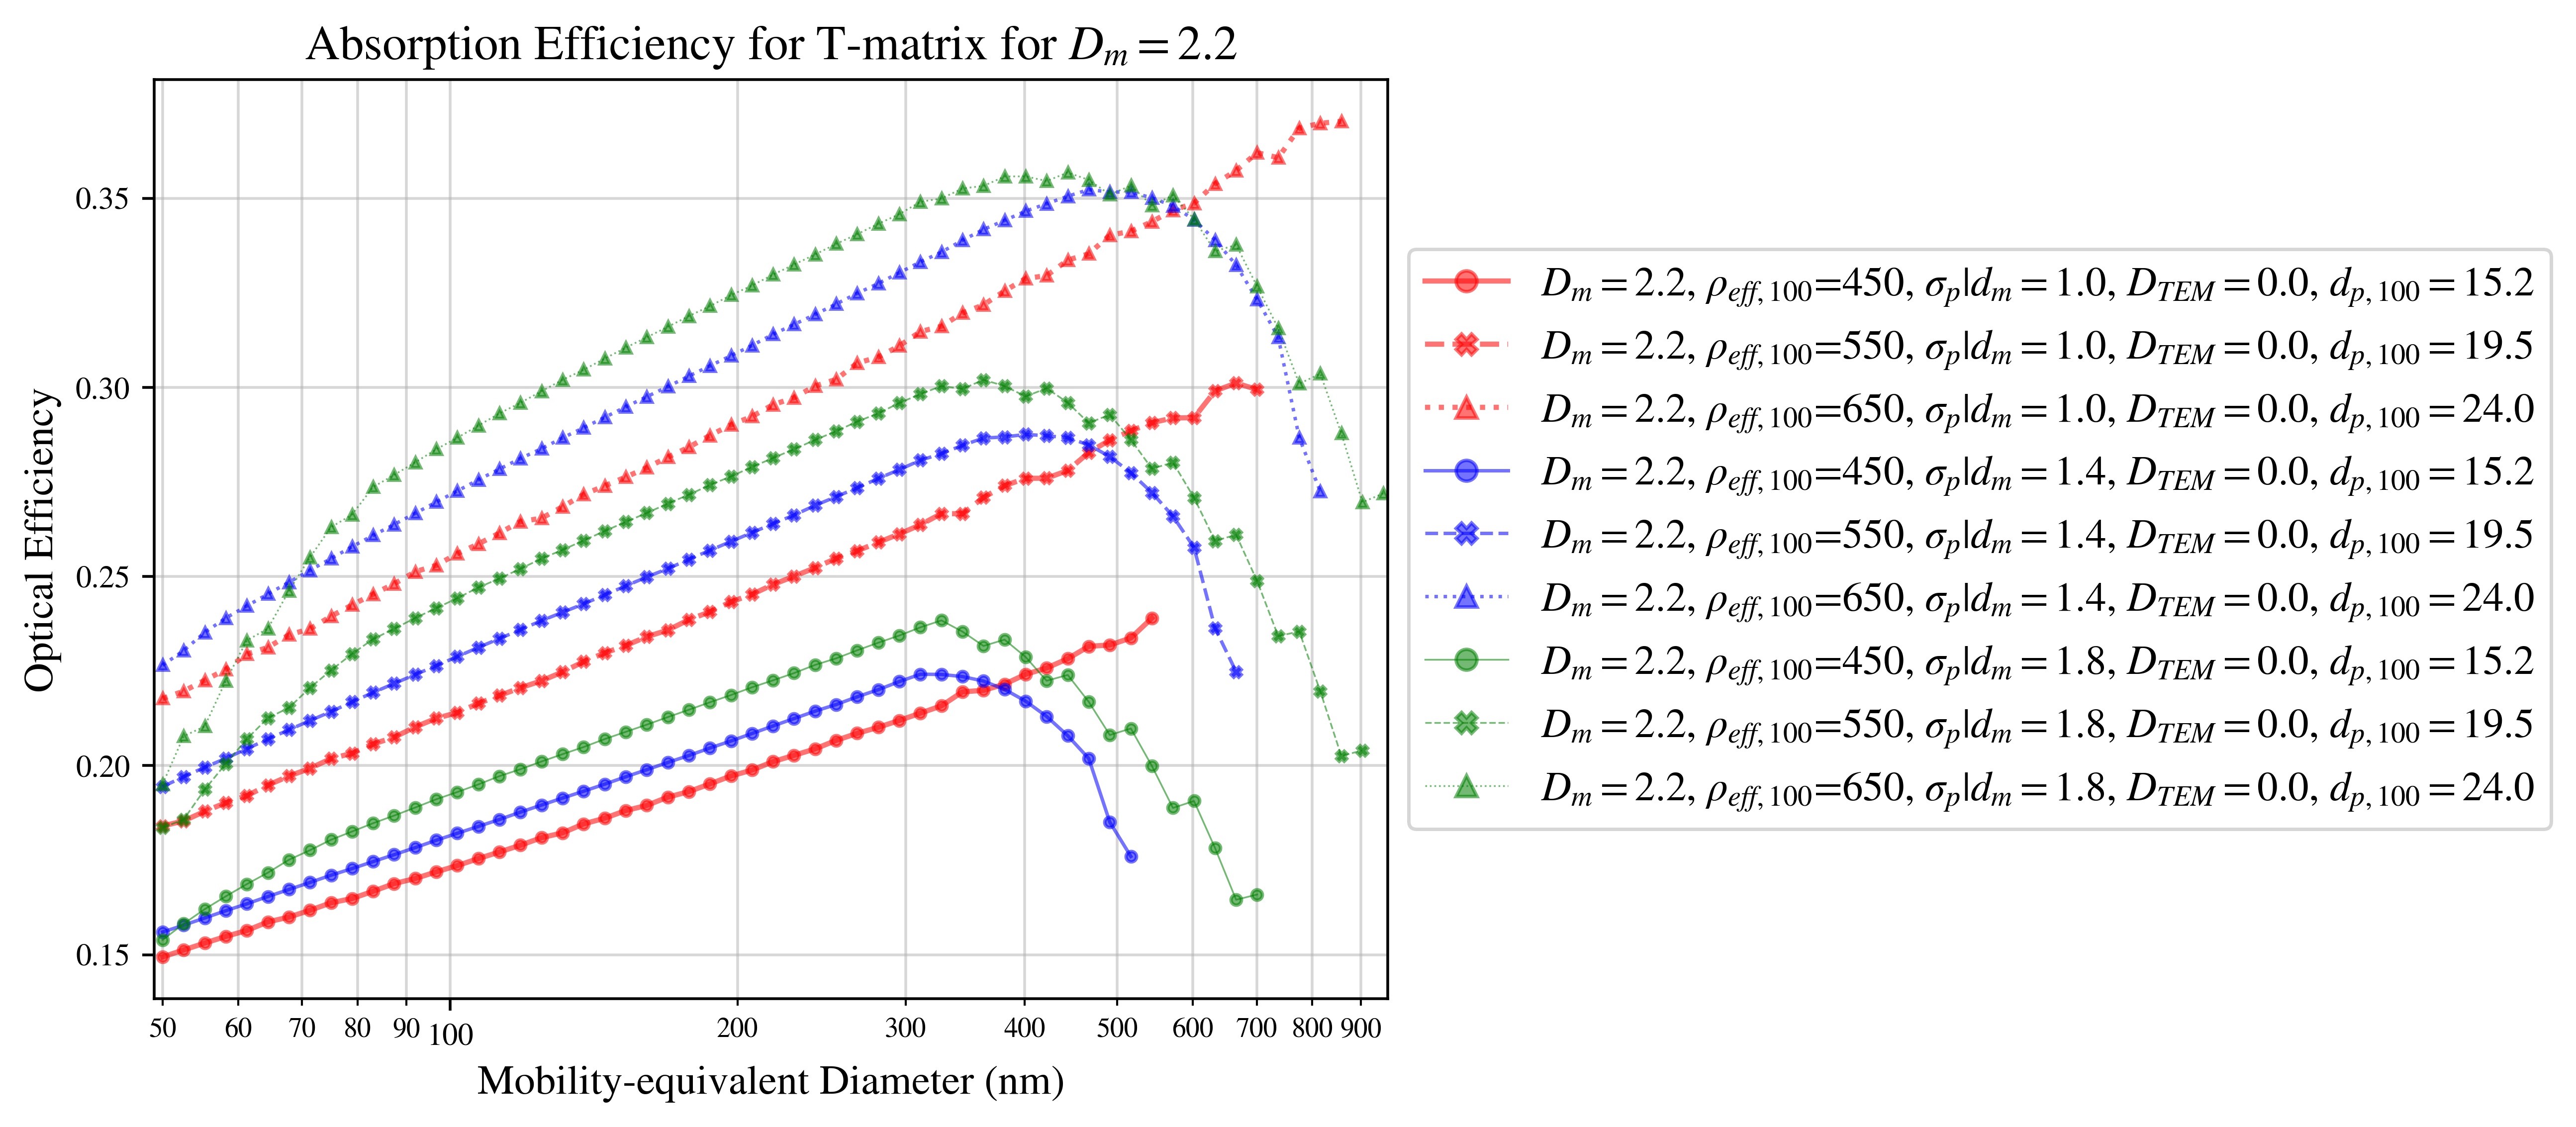 Absorption Efficiency for T-matrix for Dₘ = 2.2
Optical Efficiency
0.35
0.30
0.25
0.20
0.15
50 60 70 80 90 100 200 300 400 500 600 700 800 900
Mobility-equivalent Diameter (nm)
D_m = 2.2, ρ_eff,100=450, σ_p|d_m = 1.0, D_TEM = 0.0, d_p,100 = 15.2
D_m = 2.2, ρ_eff,100=550, σ_p|d_m = 1.0, D_TEM = 0.0, d_p,100 = 19.5
D_m = 2.2, ρ_eff,100=650, σ_p|d_m = 1.0, D_TEM = 0.0, d_p,100 = 24.0
D_m = 2.2, ρ_eff,100=450, σ_p|d_m = 1.4, D_TEM = 0.0, d_p,100 = 15.2
D_m = 2.2, ρ_eff,100=550, σ_p|d_m = 1.4, D_TEM = 0.0, d_p,100 = 19.5
D_m = 2.2, ρ_eff,100=650, σ_p|d_m = 1.4, D_TEM = 0.0, d_p,100 = 24.0
D_m = 2.2, ρ_eff,100=450, σ_p|d_m = 1.8, D_TEM = 0.0, d_p,100 = 15.2
D_m = 2.2, ρ_eff,100=550, σ_p|d_m = 1.8, D_TEM = 0.0, d_p,100 = 19.5
D_m = 2.2, ρ_eff,100=650, σ_p|d_m = 1.8, D_TEM = 0.0, d_p,100 = 24.0